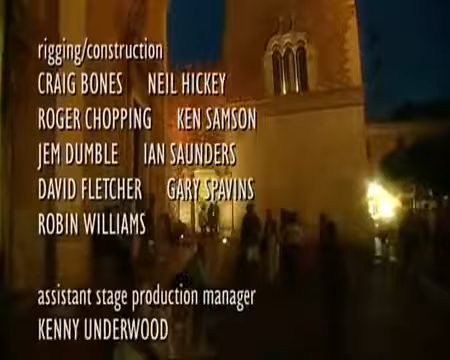 rigging/construction
CRAIG BONES NEIL HICKEY
ROGER CHOPPING KEN SAMSON
JEM DUMBLE IAN SAUNDERS
DAVID FLETCHER GARY SPAVINS
ROBIN WILLIAMS
assistant stage production manager
KENNY UNDERWOOD